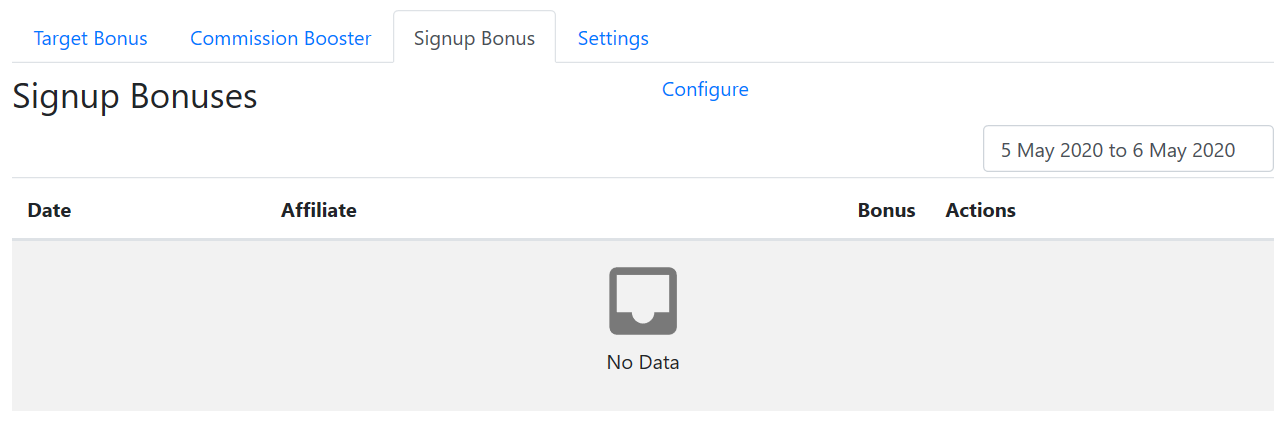 Target Bonus Commission Booster Signup Bonus Settings
Signup Bonuses Configure
5 May 2020 to 6 May 2020
Date Affiliate Bonus Actions
No Data